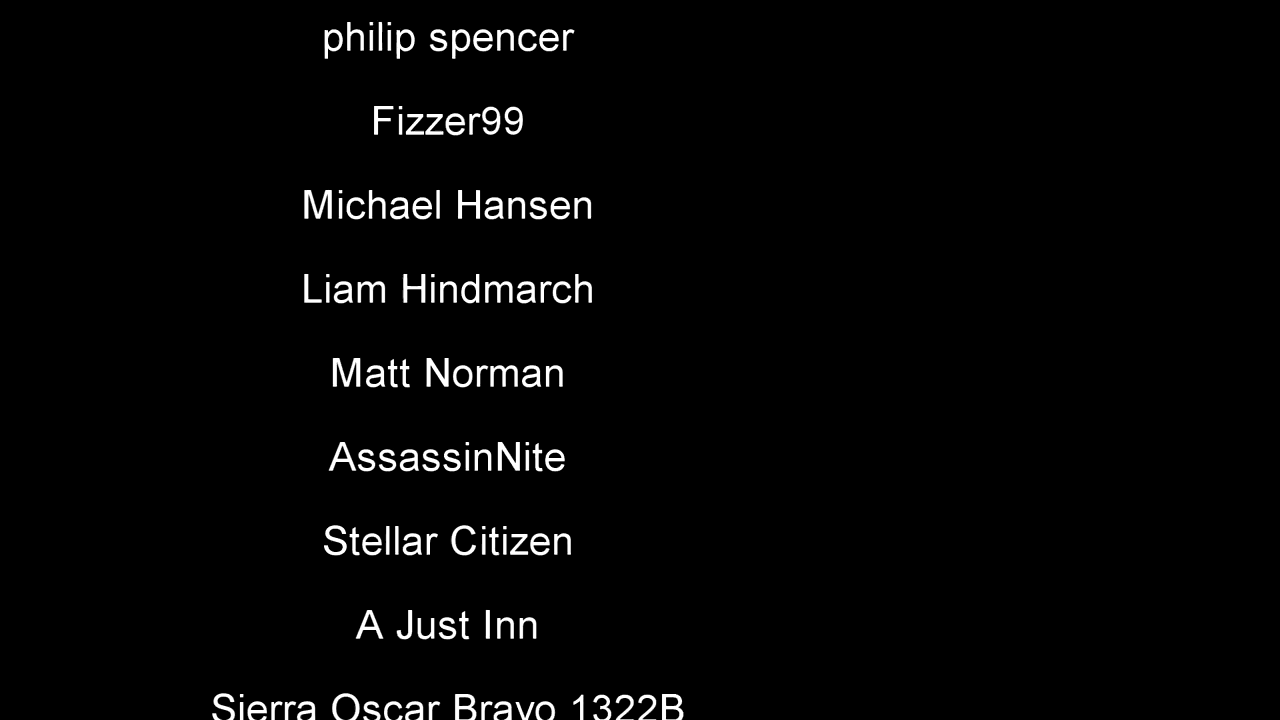 philip spencer
Fizzer99
Michael Hansen
Liam Hindmarch
Matt Norman
AssassinNite
Stellar Citizen
A Just Inn
Sierra Oscar Bravo 1322B